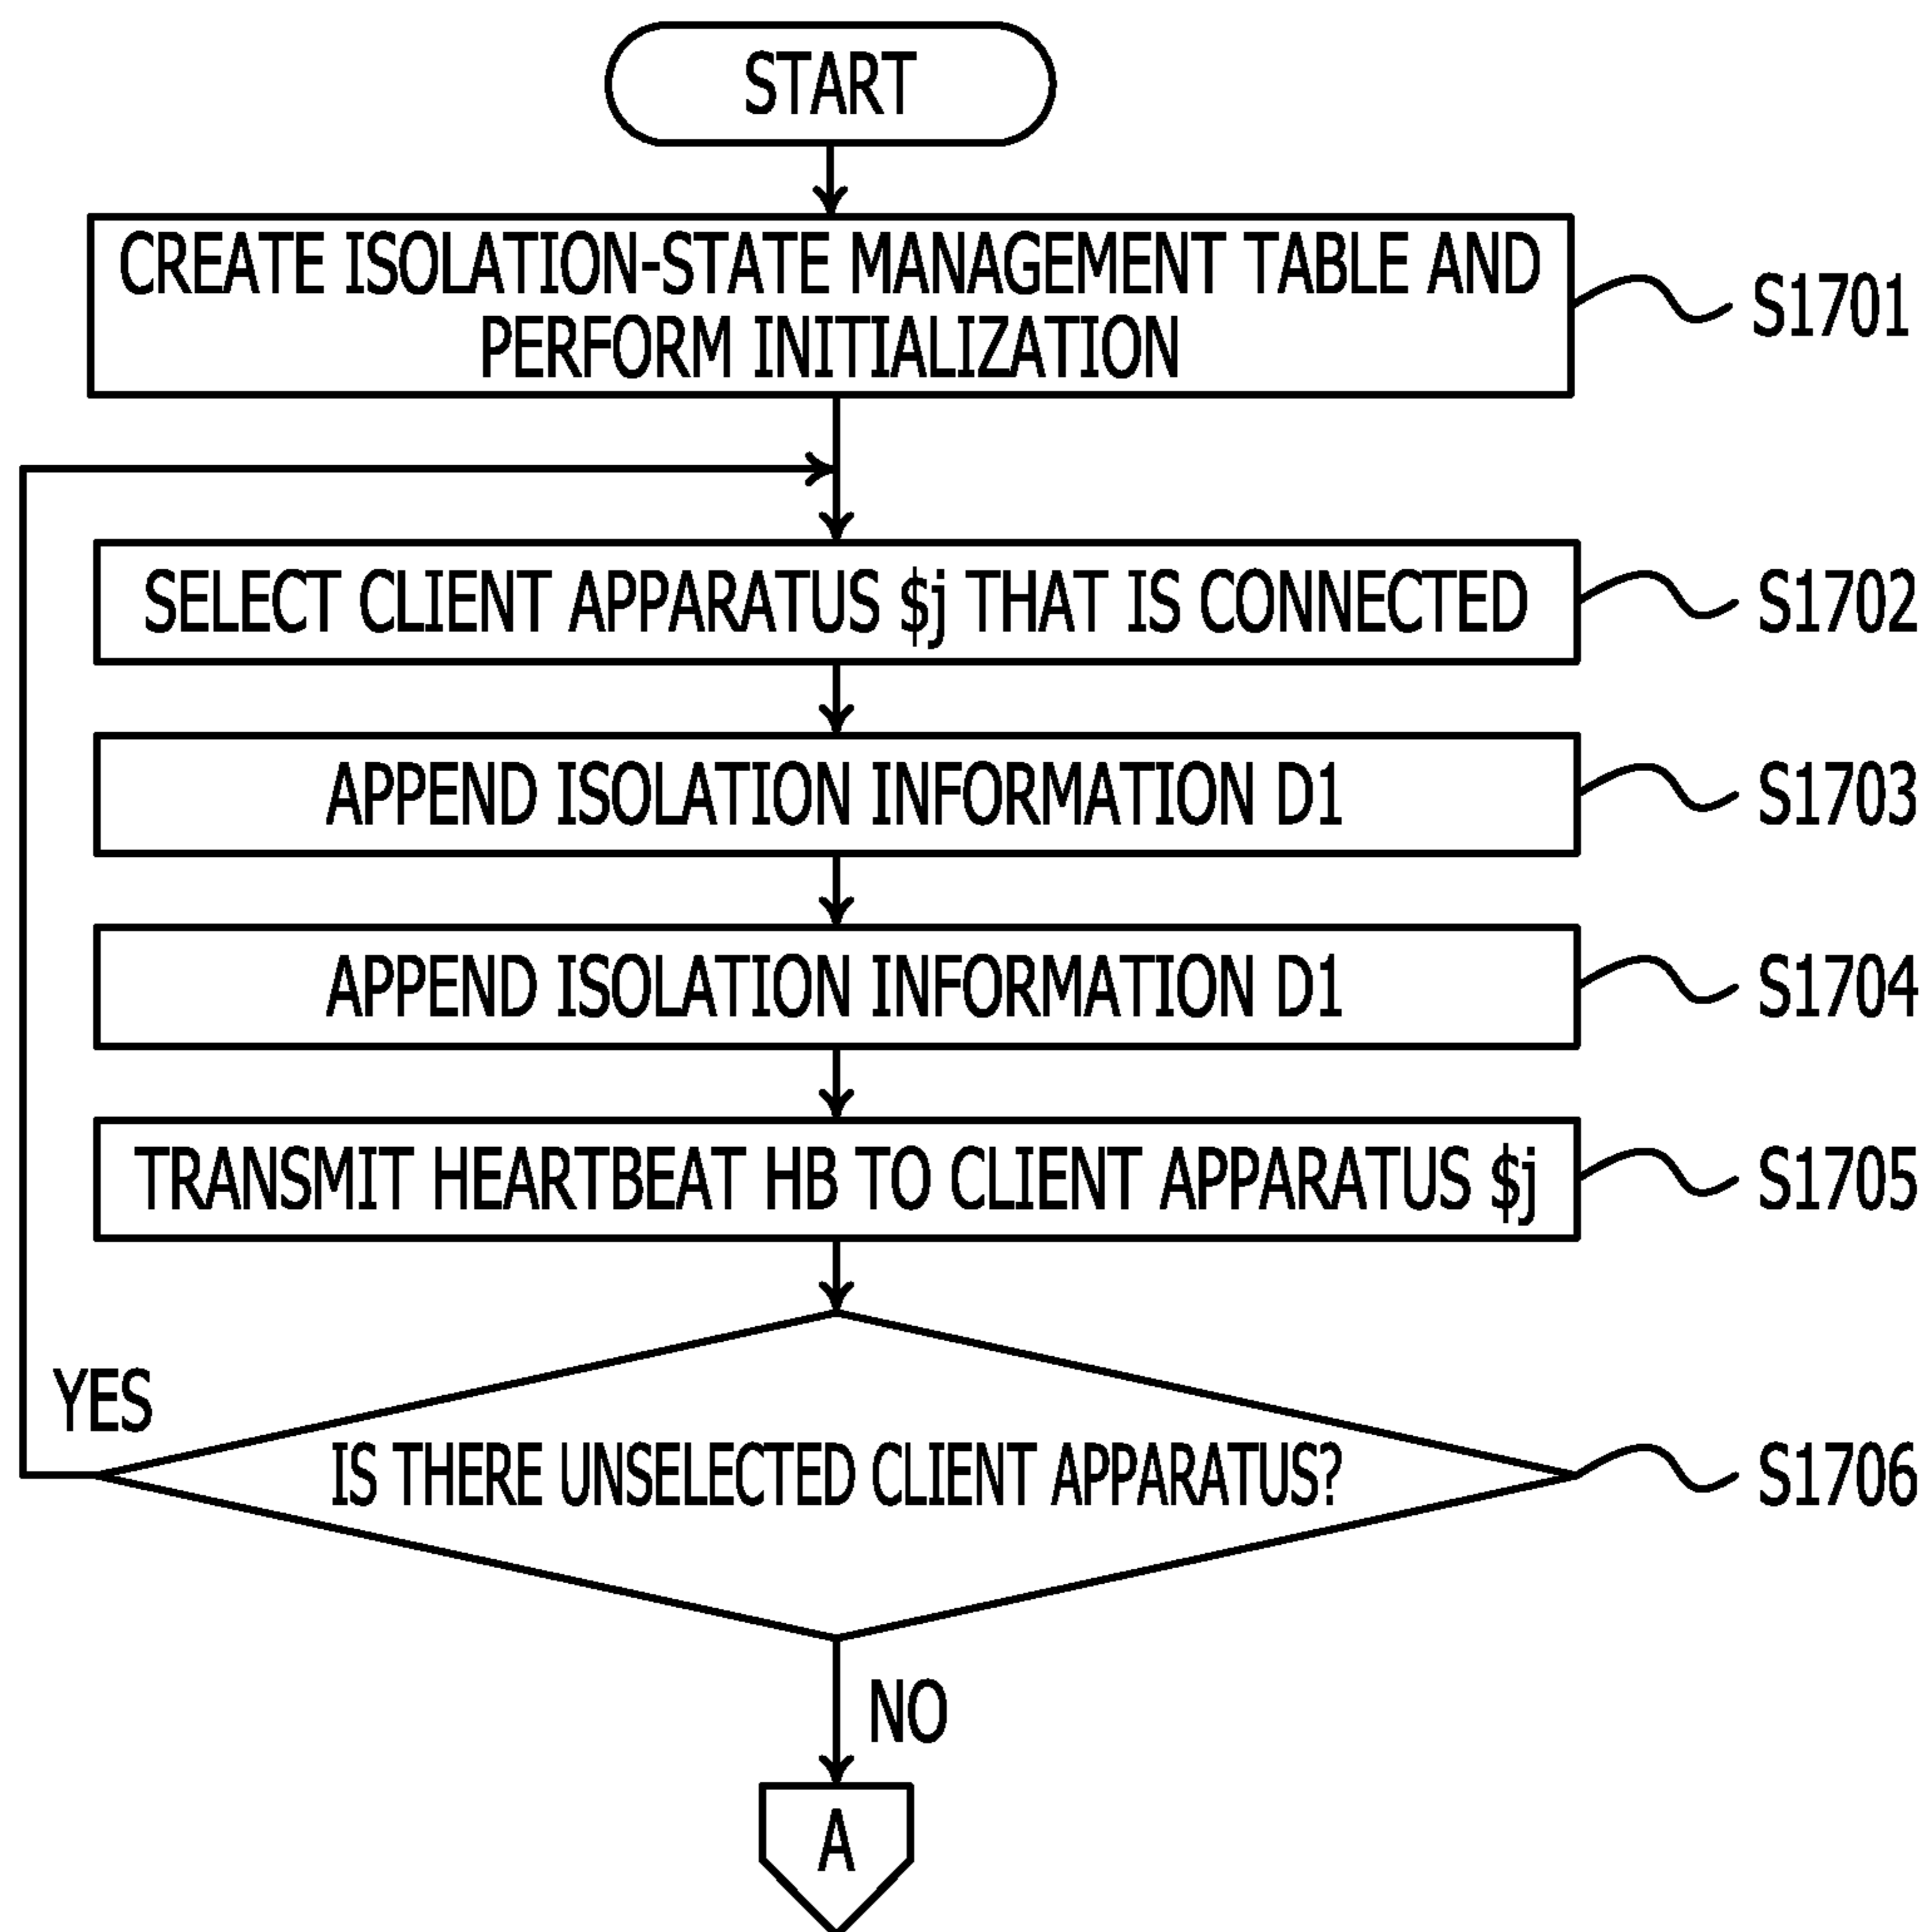 START
CREATE ISOLATION-STATE MANAGEMENT TABLE AND
PERFORM INITIALIZATION
S1701
SELECT CLIENT APPARATUS $j THAT IS CONNECTED
S1702
APPEND ISOLATION INFORMATION D1
S1703
APPEND ISOLATION INFORMATION D1
S1704
TRANSMIT HEARTBEAT HB TO CLIENT APPARATUS $j
S1705
YES
IS THERE UNSELECTED CLIENT APPARATUS?
S1706
NO
A